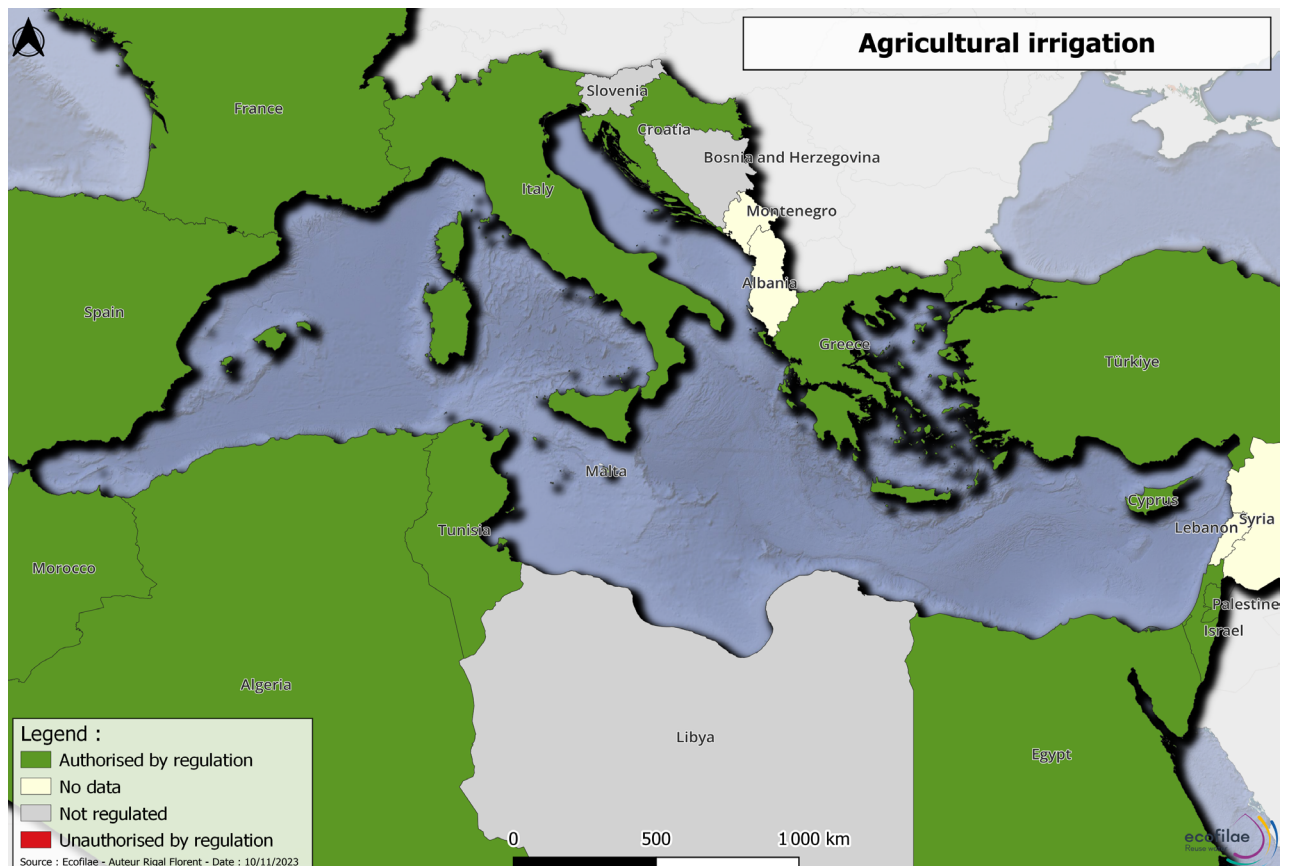 Agricultural irrigation
Slovenia
France
Croatia
Bosnia and Herzegovina
Italy
Montenegro
Albania
Spain
Greece
Türkiye
Malta
Cyprus
Syria
Lebanon
Tunisia
Morocco
Palestine
Israel
Algeria
Libya
Egypt
Legend :
Authorised by regulation
No data
Not regulated
Unauthorised by regulation
Source : Ecofilae - Auteur Rigal Florent - Date : 10/11/2023
0 500 1 000 km
ecofilae